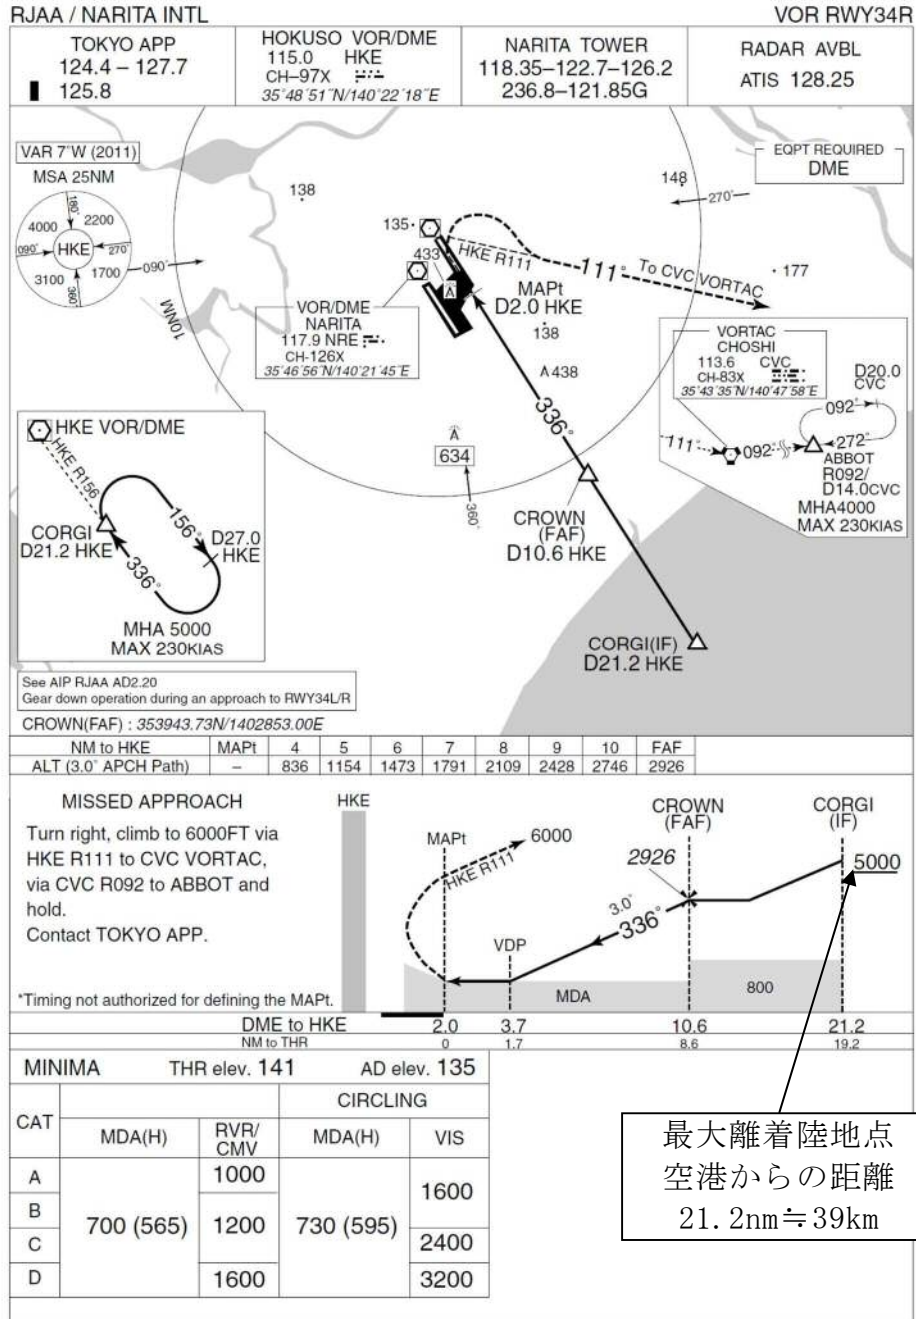 RJAA / NARITA INTL
VOR RWY34R
TOKYO APP
124.4 – 127.7
125.8
HOKUSO VOR/DME
115.0 HKE
CH–97X
35°48´51˝N/140°22´18˝E
NARITA TOWER
118.35–122.7–126.2
236.8–121.85G
RADAR AVBL
ATIS 128.25
VAR 7°W (2011)
MSA 25NM
180°
4000
2200
090°
HKE
270°
3100
1700
360°
090°
10NM
138
135
433
HKE R111
111°
To CVC VORTAC
148
270°
177
EQPT REQUIRED
DME
VOR/DME
NARITA
117.9 NRE
CH-126X
35°46´56˝N/140°21´45˝E
MAPt
D2.0 HKE
138
A 438
336°
A
634
360°
VORTAC
CHOSHI
113.6 CVC
CH-83X
35°43´35˝N/140°47´58˝E
D20.0
CVC
092°
111°
092°
272°
ABBOT
R092/
D14.0CVC
MHA4000
MAX 230KIAS
HKE VOR/DME
HKE R156
CORGI
D21.2 HKE
156°
336°
D27.0
HKE
MHA 5000
MAX 230KIAS
CROWN
(FAF)
D10.6 HKE
CORGI(IF)
D21.2 HKE
See AIP RJAA AD2.20
Gear down operation during an approach to RWY34L/R
CROWN(FAF) : 353943.73N/1402853.00E
NM to HKE MAPt 4 5 6 7 8 9 10 FAF
ALT (3.0° APCH Path) – 836 1154 1473 1791 2109 2428 2746 2926
MISSED APPROACH
Turn right, climb to 6000FT via
HKE R111 to CVC VORTAC,
via CVC R092 to ABBOT and
hold.
Contact TOKYO APP.
*Timing not authorized for defining the MAPt.
HKE
MAPt
6000
HKE R111
VDP
3.0°
336°
2926
CROWN
(FAF)
CORGI
(IF)
5000
MDA
800
DME to HKE 2.0 3.7 10.6 21.2
NM to THR 0 1.7 8.6 19.2
MINIMA THR elev. 141 AD elev. 135
CAT
CIRCLING
MDA(H)
RVR/
CMV
MDA(H)
VIS
A
B
C
D
700 (565)
1000
1200
1600
730 (595)
1600
2400
3200
最大離着陸地点
空港からの距離
21.2nm≒39km